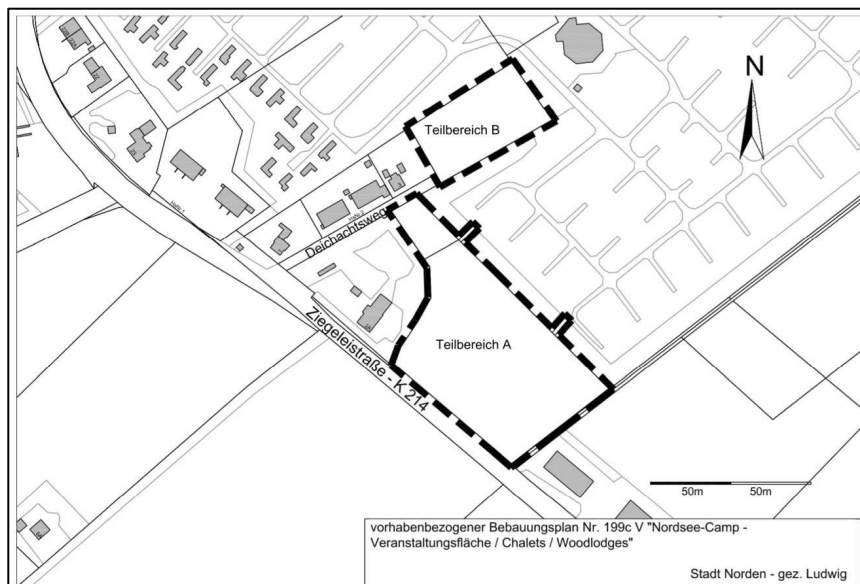 N
Teilbereich B
Deichachtsweg
Teilbereich A
Ziegeleistraße - K 214
50m 50m
vorhabenbezogener Bebauungsplan Nr. 199c V "Nordsee-Camp -
Veranstaltungsfläche / Chalets / Woodlodges"
Stadt Norden - gez. Ludwig